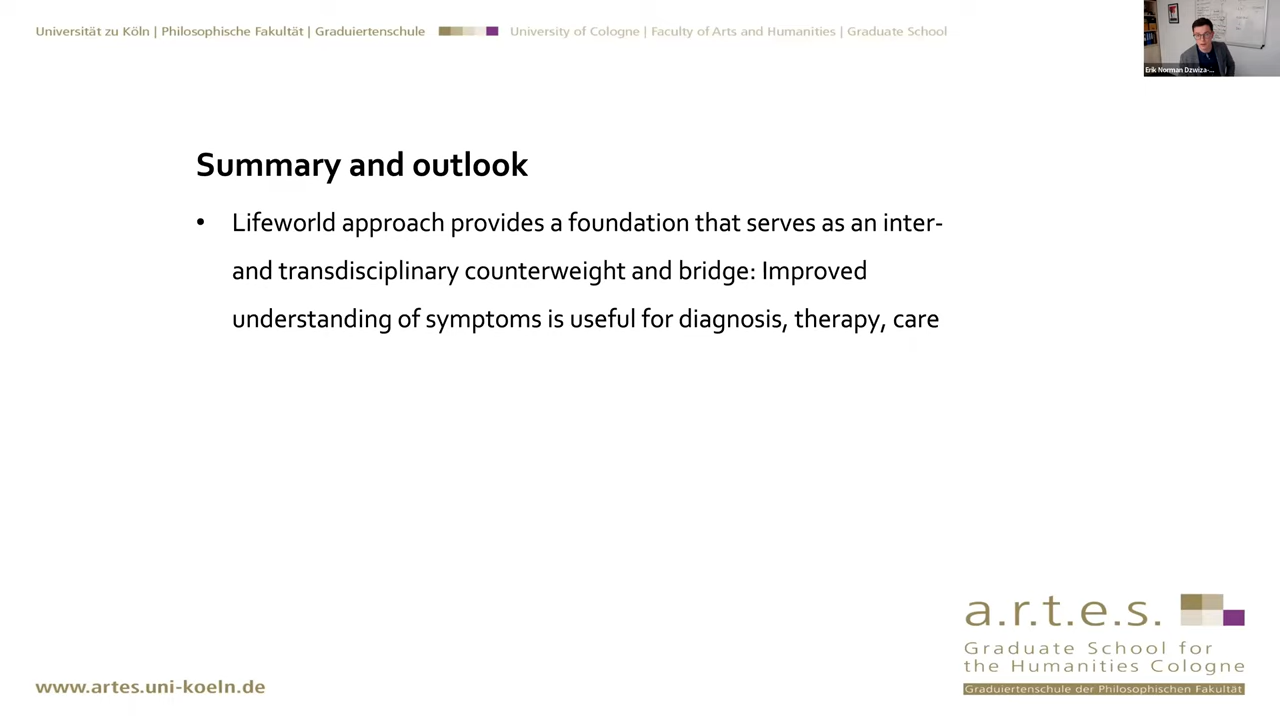 Universität zu Köln | Philosophische Fakultät | Graduiertenschule
University of Cologne | Faculty of Arts and Humanities | Graduate School
Erik Norman Dzwiza-...
Summary and outlook
• Lifeworld approach provides a foundation that serves as an inter-
and transdisciplinary counterweight and bridge: Improved
understanding of symptoms is useful for diagnosis, therapy, care
a.r.t.e.s.
Graduate School for
the Humanities Cologne
Graduiertenschule der Philosophischen Fakultät
www.artes.uni-koeln.de